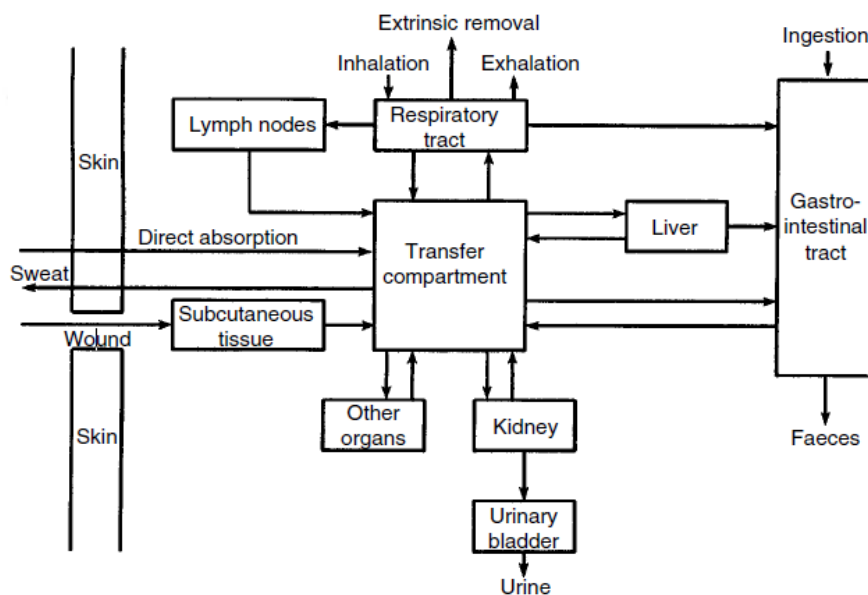 Extrinsic removal
Ingestion
Inhalation
Exhalation
Lymph nodes
Respiratory
tract
Skin
Gastro-
intestinal
tract
Liver
Direct absorption
Transfer
compartment
Sweat
Subcutaneous
tissue
Wound
Other
organs
Kidney
Skin
Faeces
Urinary
bladder
Urine